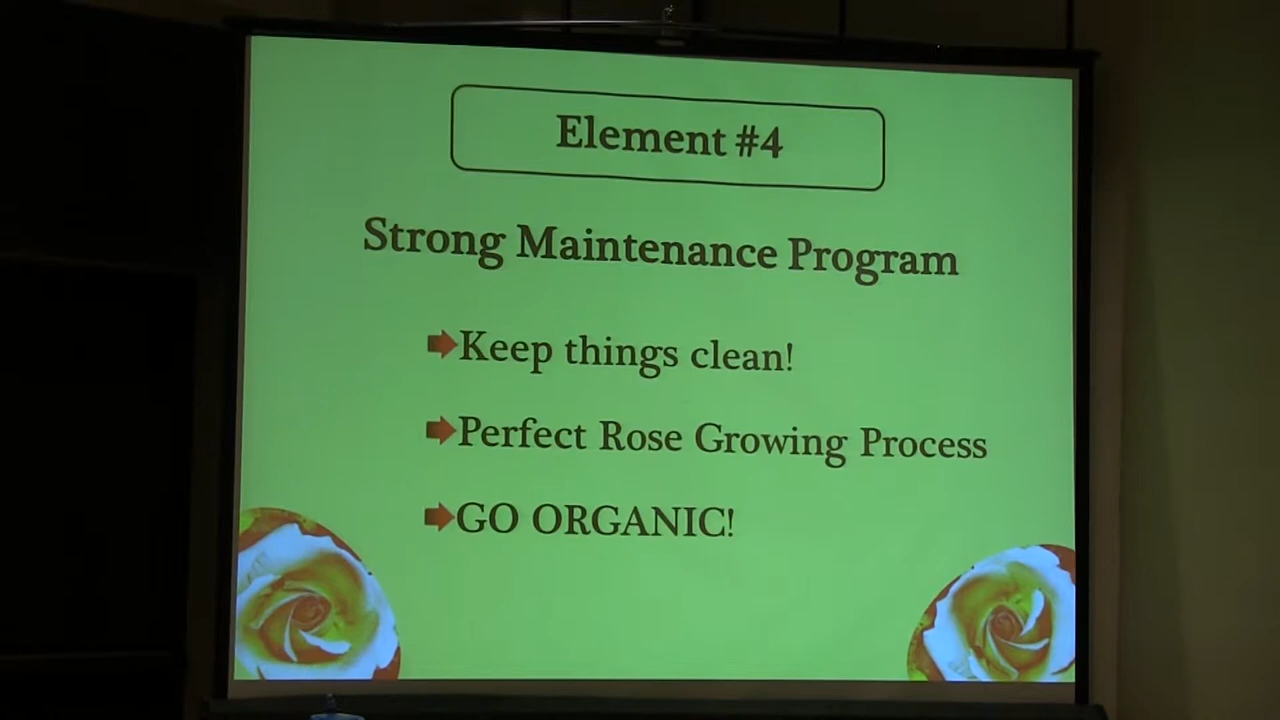 Element #4
Strong Maintenance Program
Keep things clean!
Perfect Rose Growing Process
GO ORGANIC!